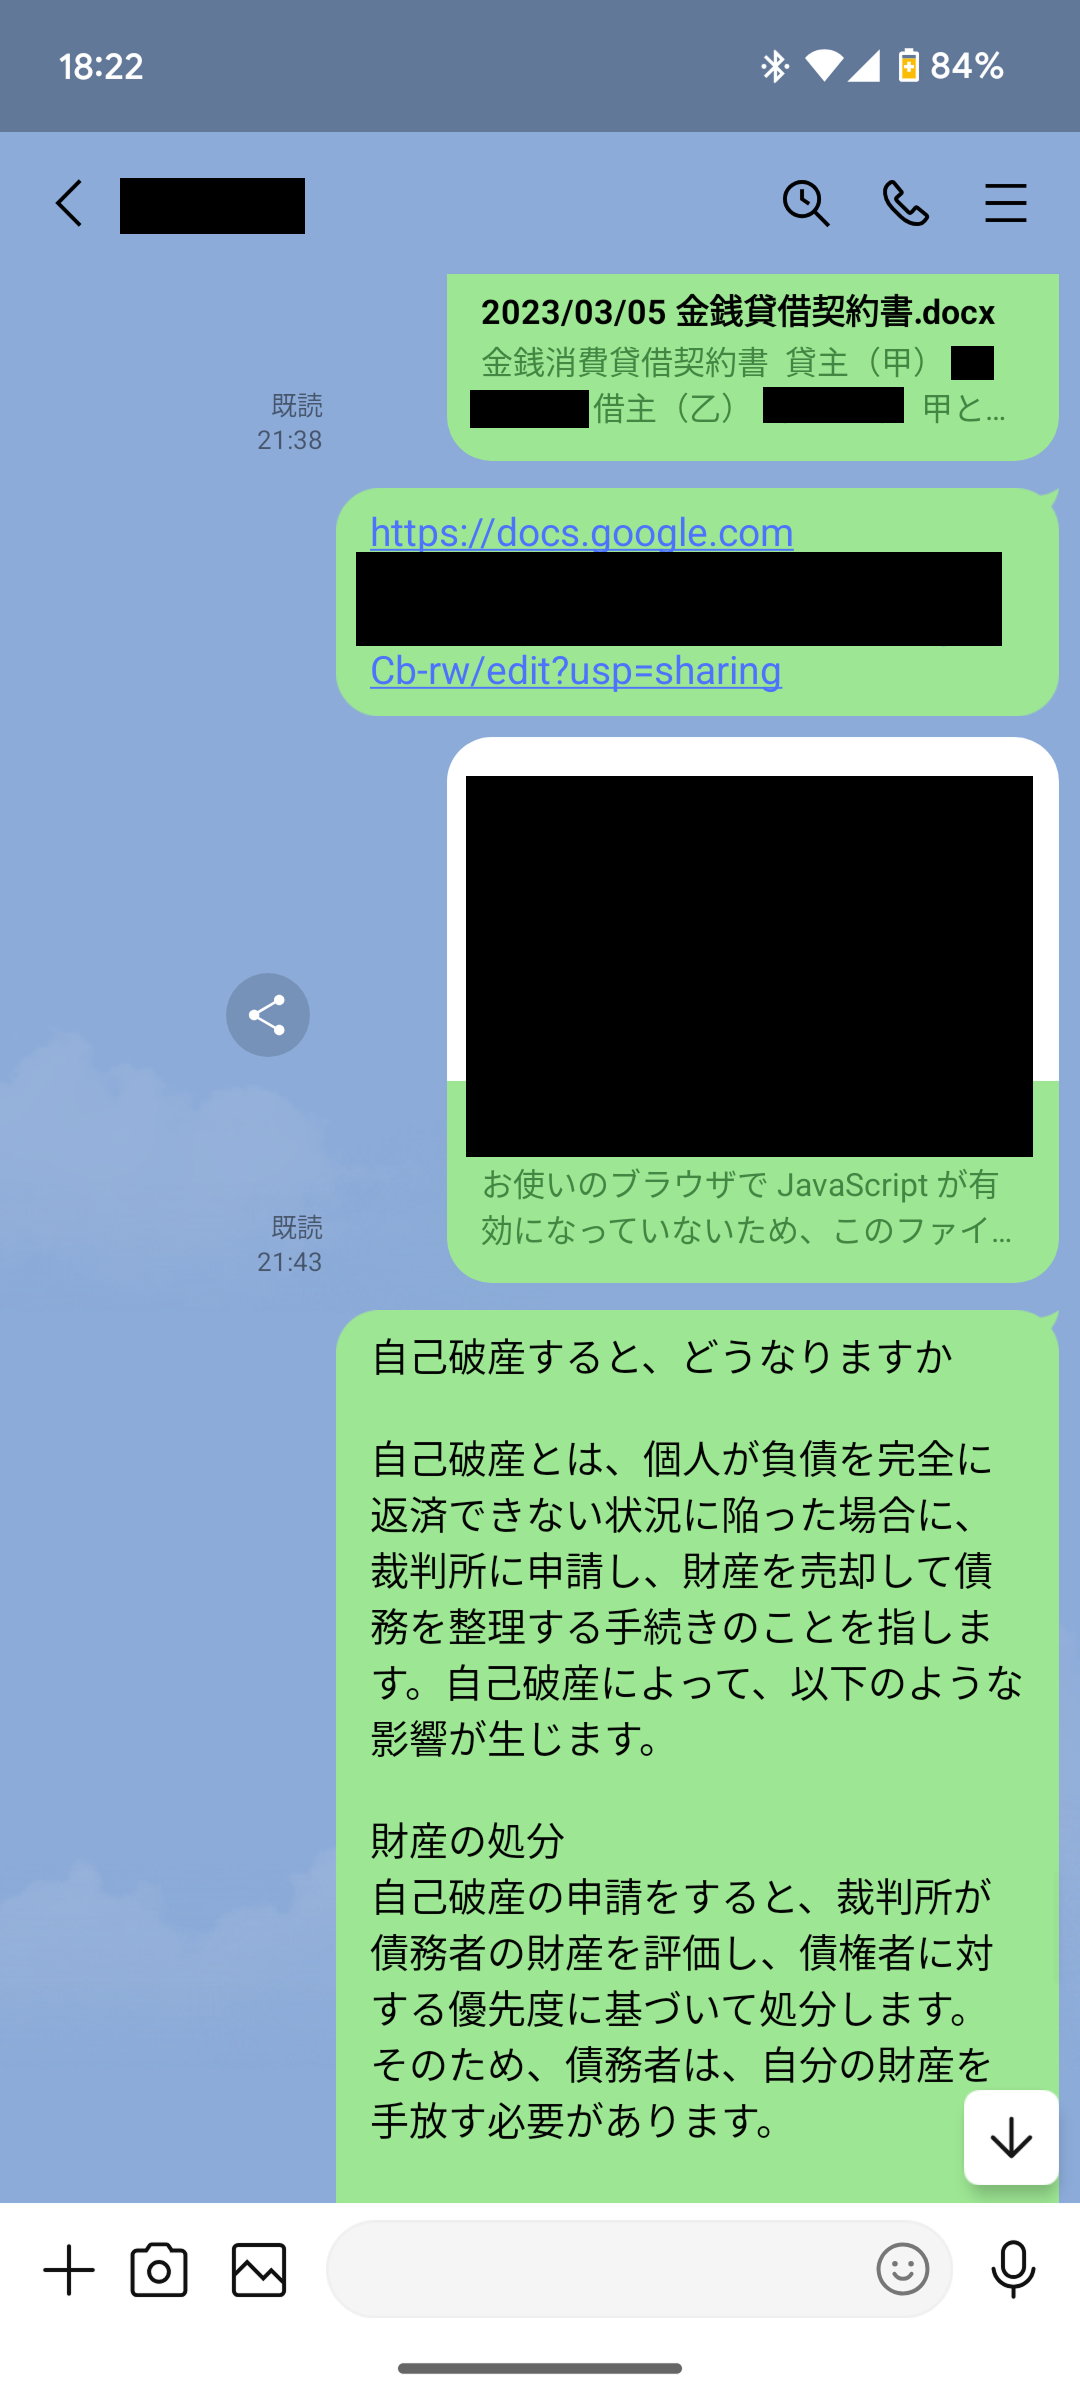 18:22
84%
2023/03/05 金銭貸借契約書.docx
金銭消費貸借契約書 貸主（甲）
借主（乙） 甲と...
既読
21:38
https://docs.google.com
Cb-rw/edit?usp=sharing
お使いのブラウザで JavaScript が有
効になっていないため、このファイ...
既読
21:43
自己破産すると、どうなりますか
自己破産とは、個人が負債を完全に
返済できない状況に陥った場合に、
裁判所に申請し、財産を売却して債
務を整理する手続きのことを指しま
す。自己破産によって、以下のような
影響が生じます。
財産の処分
自己破産の申請をすると、裁判所が
債務者の財産を評価し、債権者に対
する優先度に基づいて処分します。
そのため、債務者は、自分の財産を
手放す必要があります。